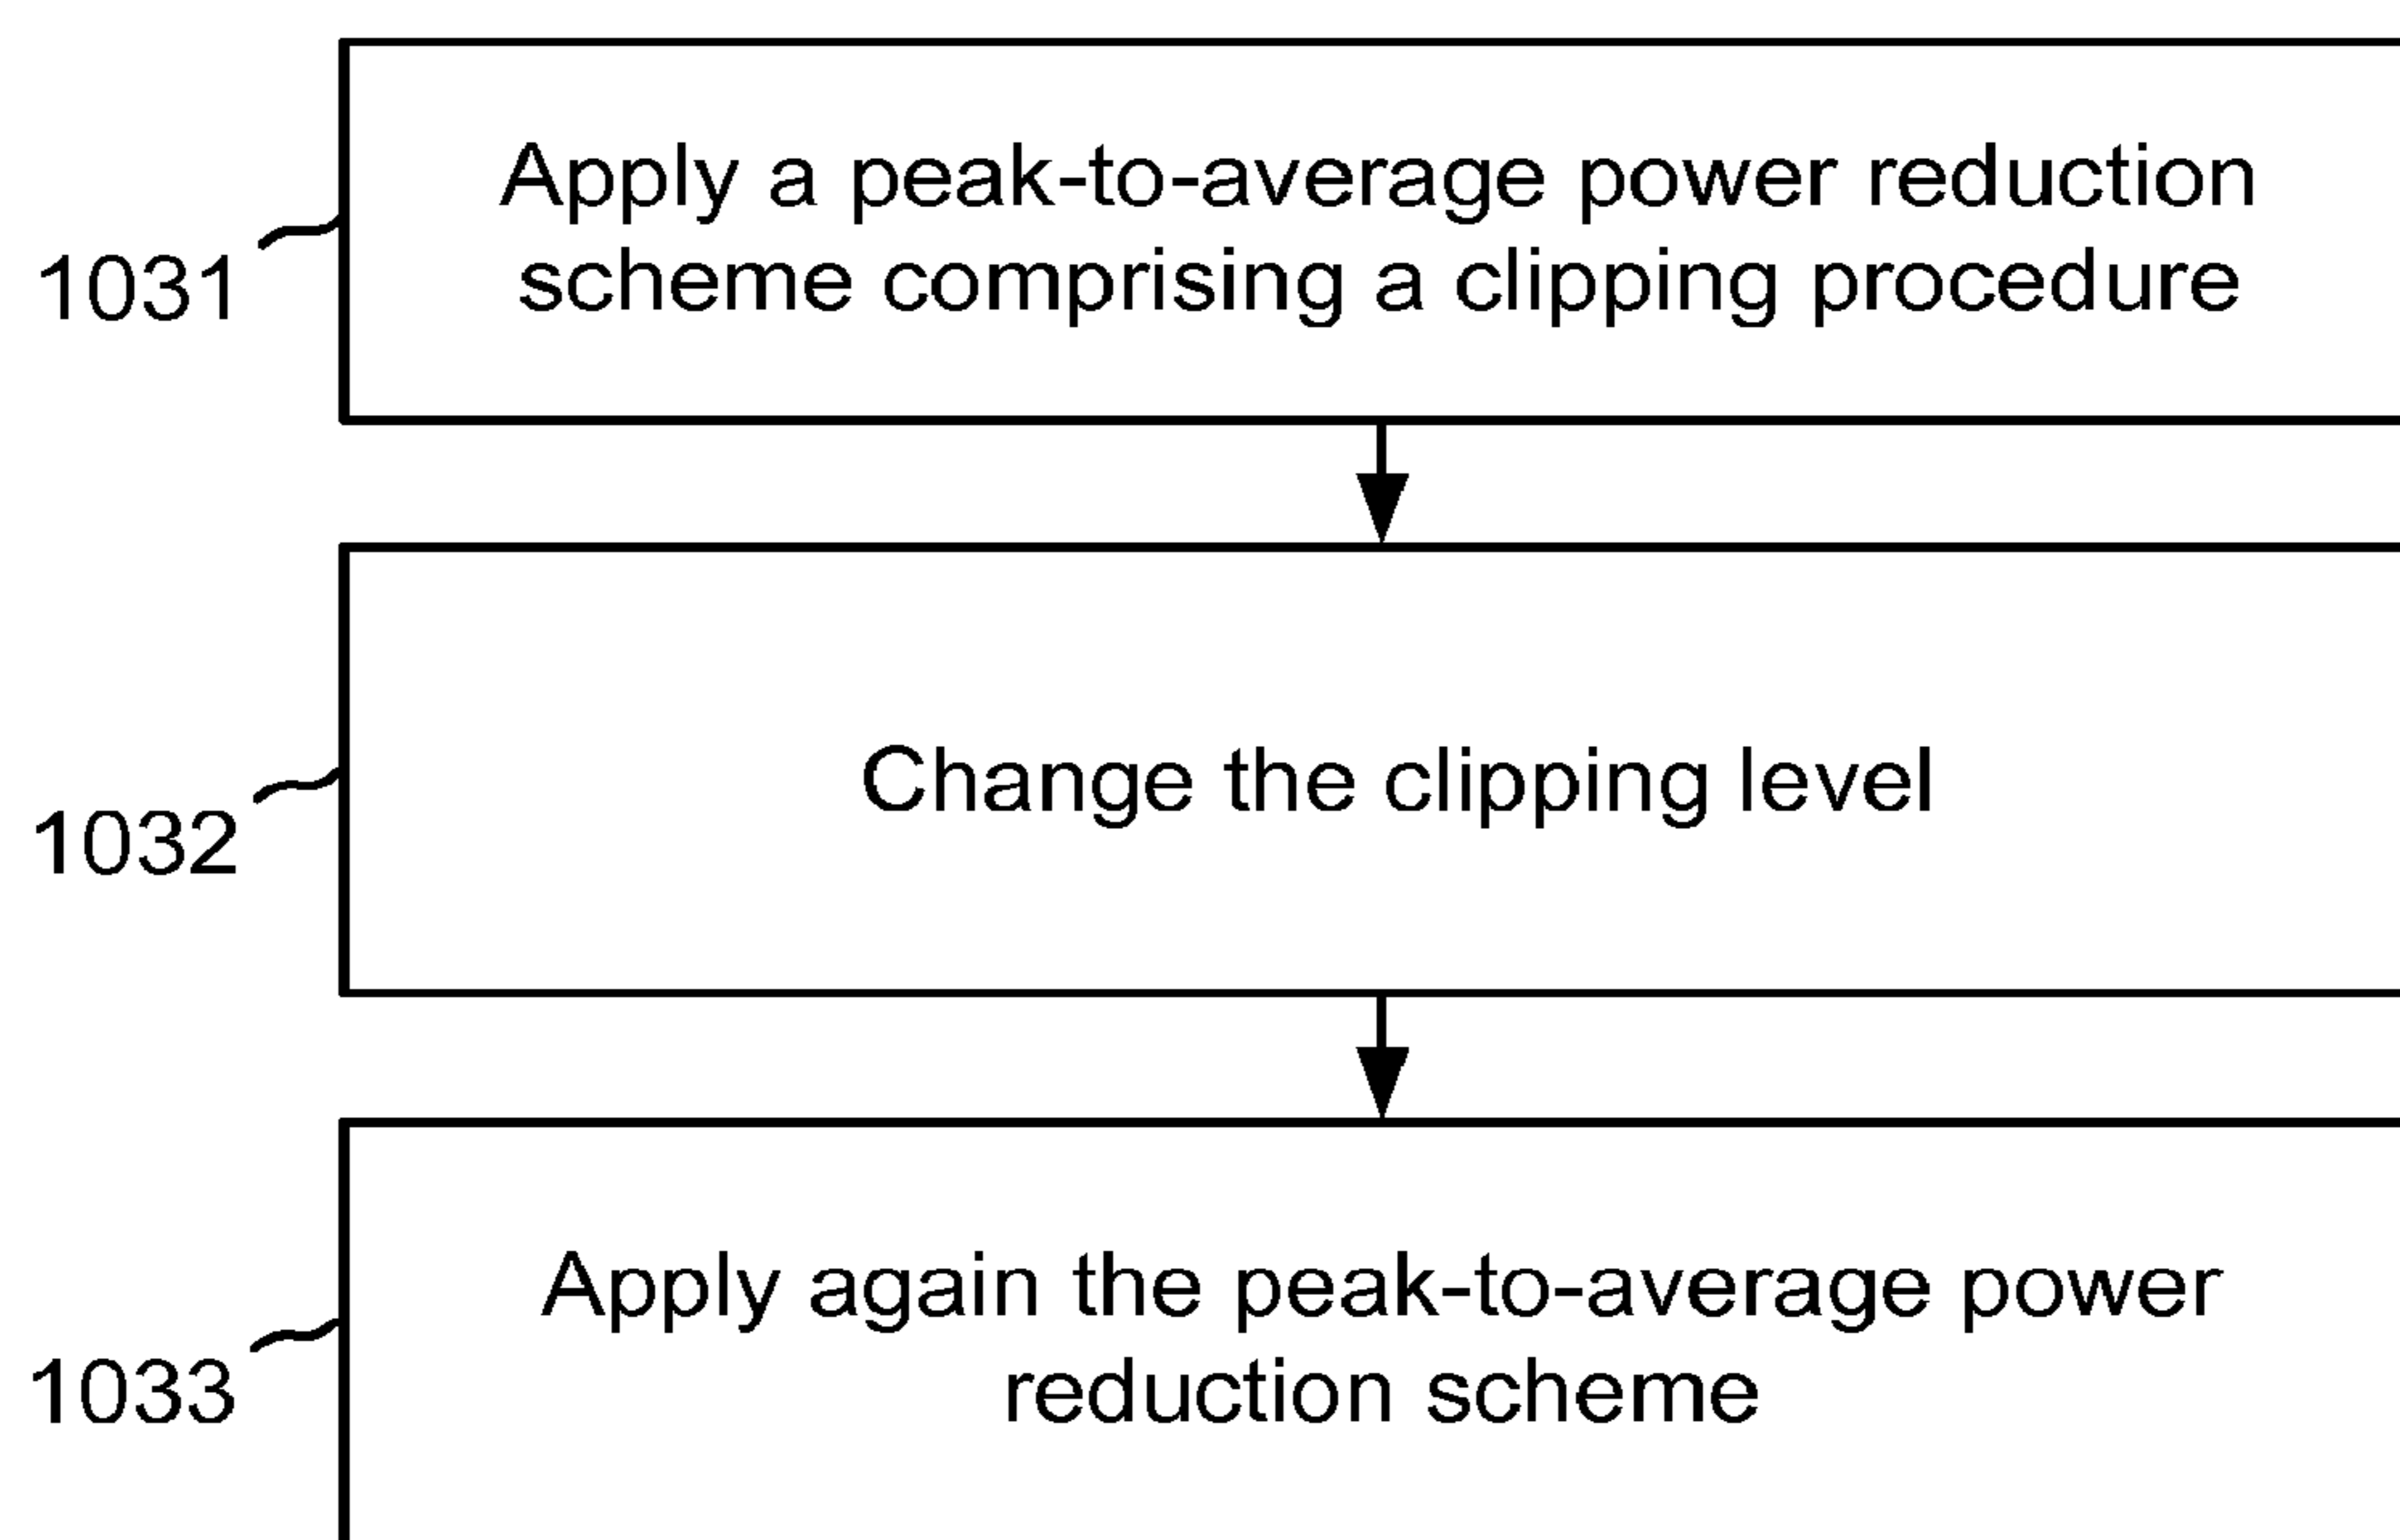 Apply a peak-to-average power reduction
scheme comprising a clipping procedure
1031
Change the clipping level
1032
Apply again the peak-to-average power
reduction scheme
1033